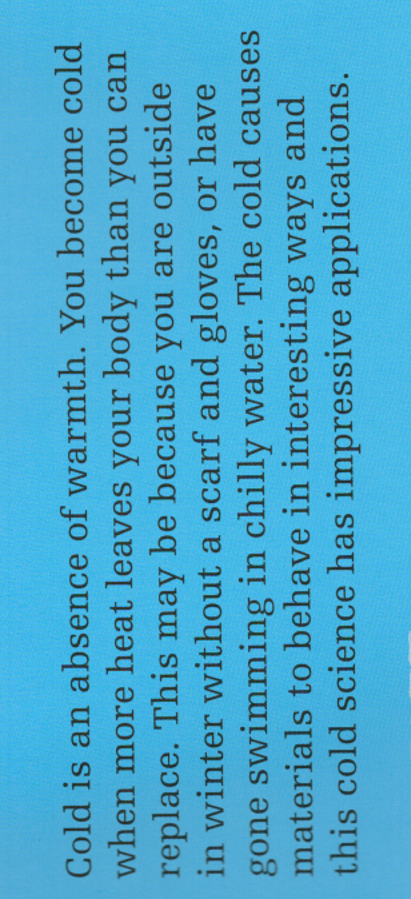 Cold is an absence of warmth. You become cold
when more heat leaves your body than you can
replace. This may be because you are outside
in winter without a scarf and gloves, or have
gone swimming in chilly water. The cold causes
materials to behave in interesting ways and
this cold science has impressive applications.